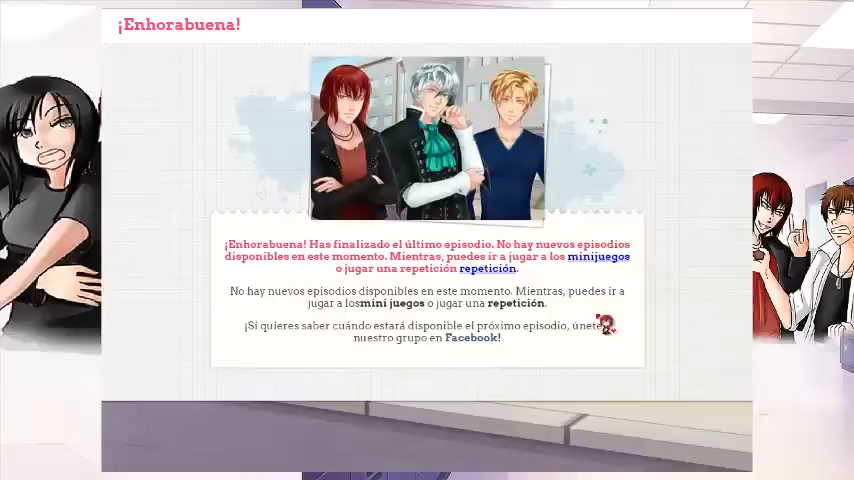 ¡Enhorabuena!
¡Enhorabuena! Has finalizado el último episodio. No hay nuevos episodios
disponibles en este momento. Mientras, puedes ir a jugar a los minijuegos
o jugar una repetición repetición.
No hay nuevos episodios disponibles en este momento. Mientras, puedes ir a
jugar a losmini juegos o jugar una repetición.
¡Si quieres saber cuándo estará disponible el próximo episodio, únete
nuestro grupo en Facebook!